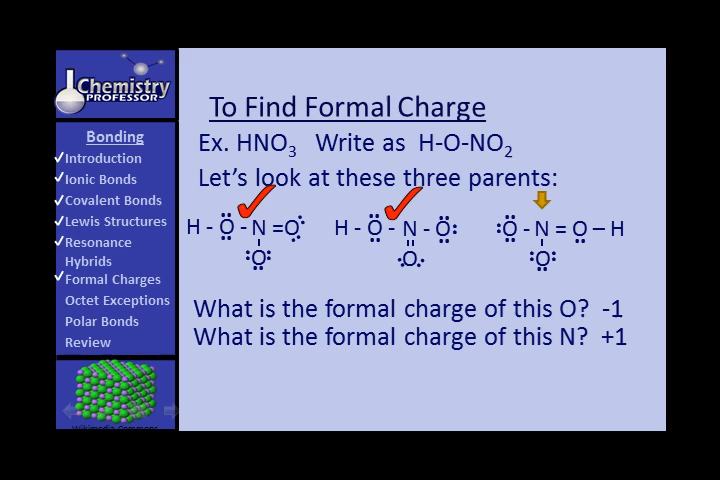 Chemistry
PROFESSOR
Bonding
✓Introduction
✓Ionic Bonds
✓Covalent Bonds
✓Lewis Structures
✓Resonance
Hybrids
✓Formal Charges
Octet Exceptions
Polar Bonds
Review
Wikimedia Commons
To Find Formal Charge
Ex. HNO₃ Write as H-O-NO₂
Let's look at these three parents:
H - O - N =O H - O - N - O O - N = O – H
O O O
What is the formal charge of this O? -1
What is the formal charge of this N? +1